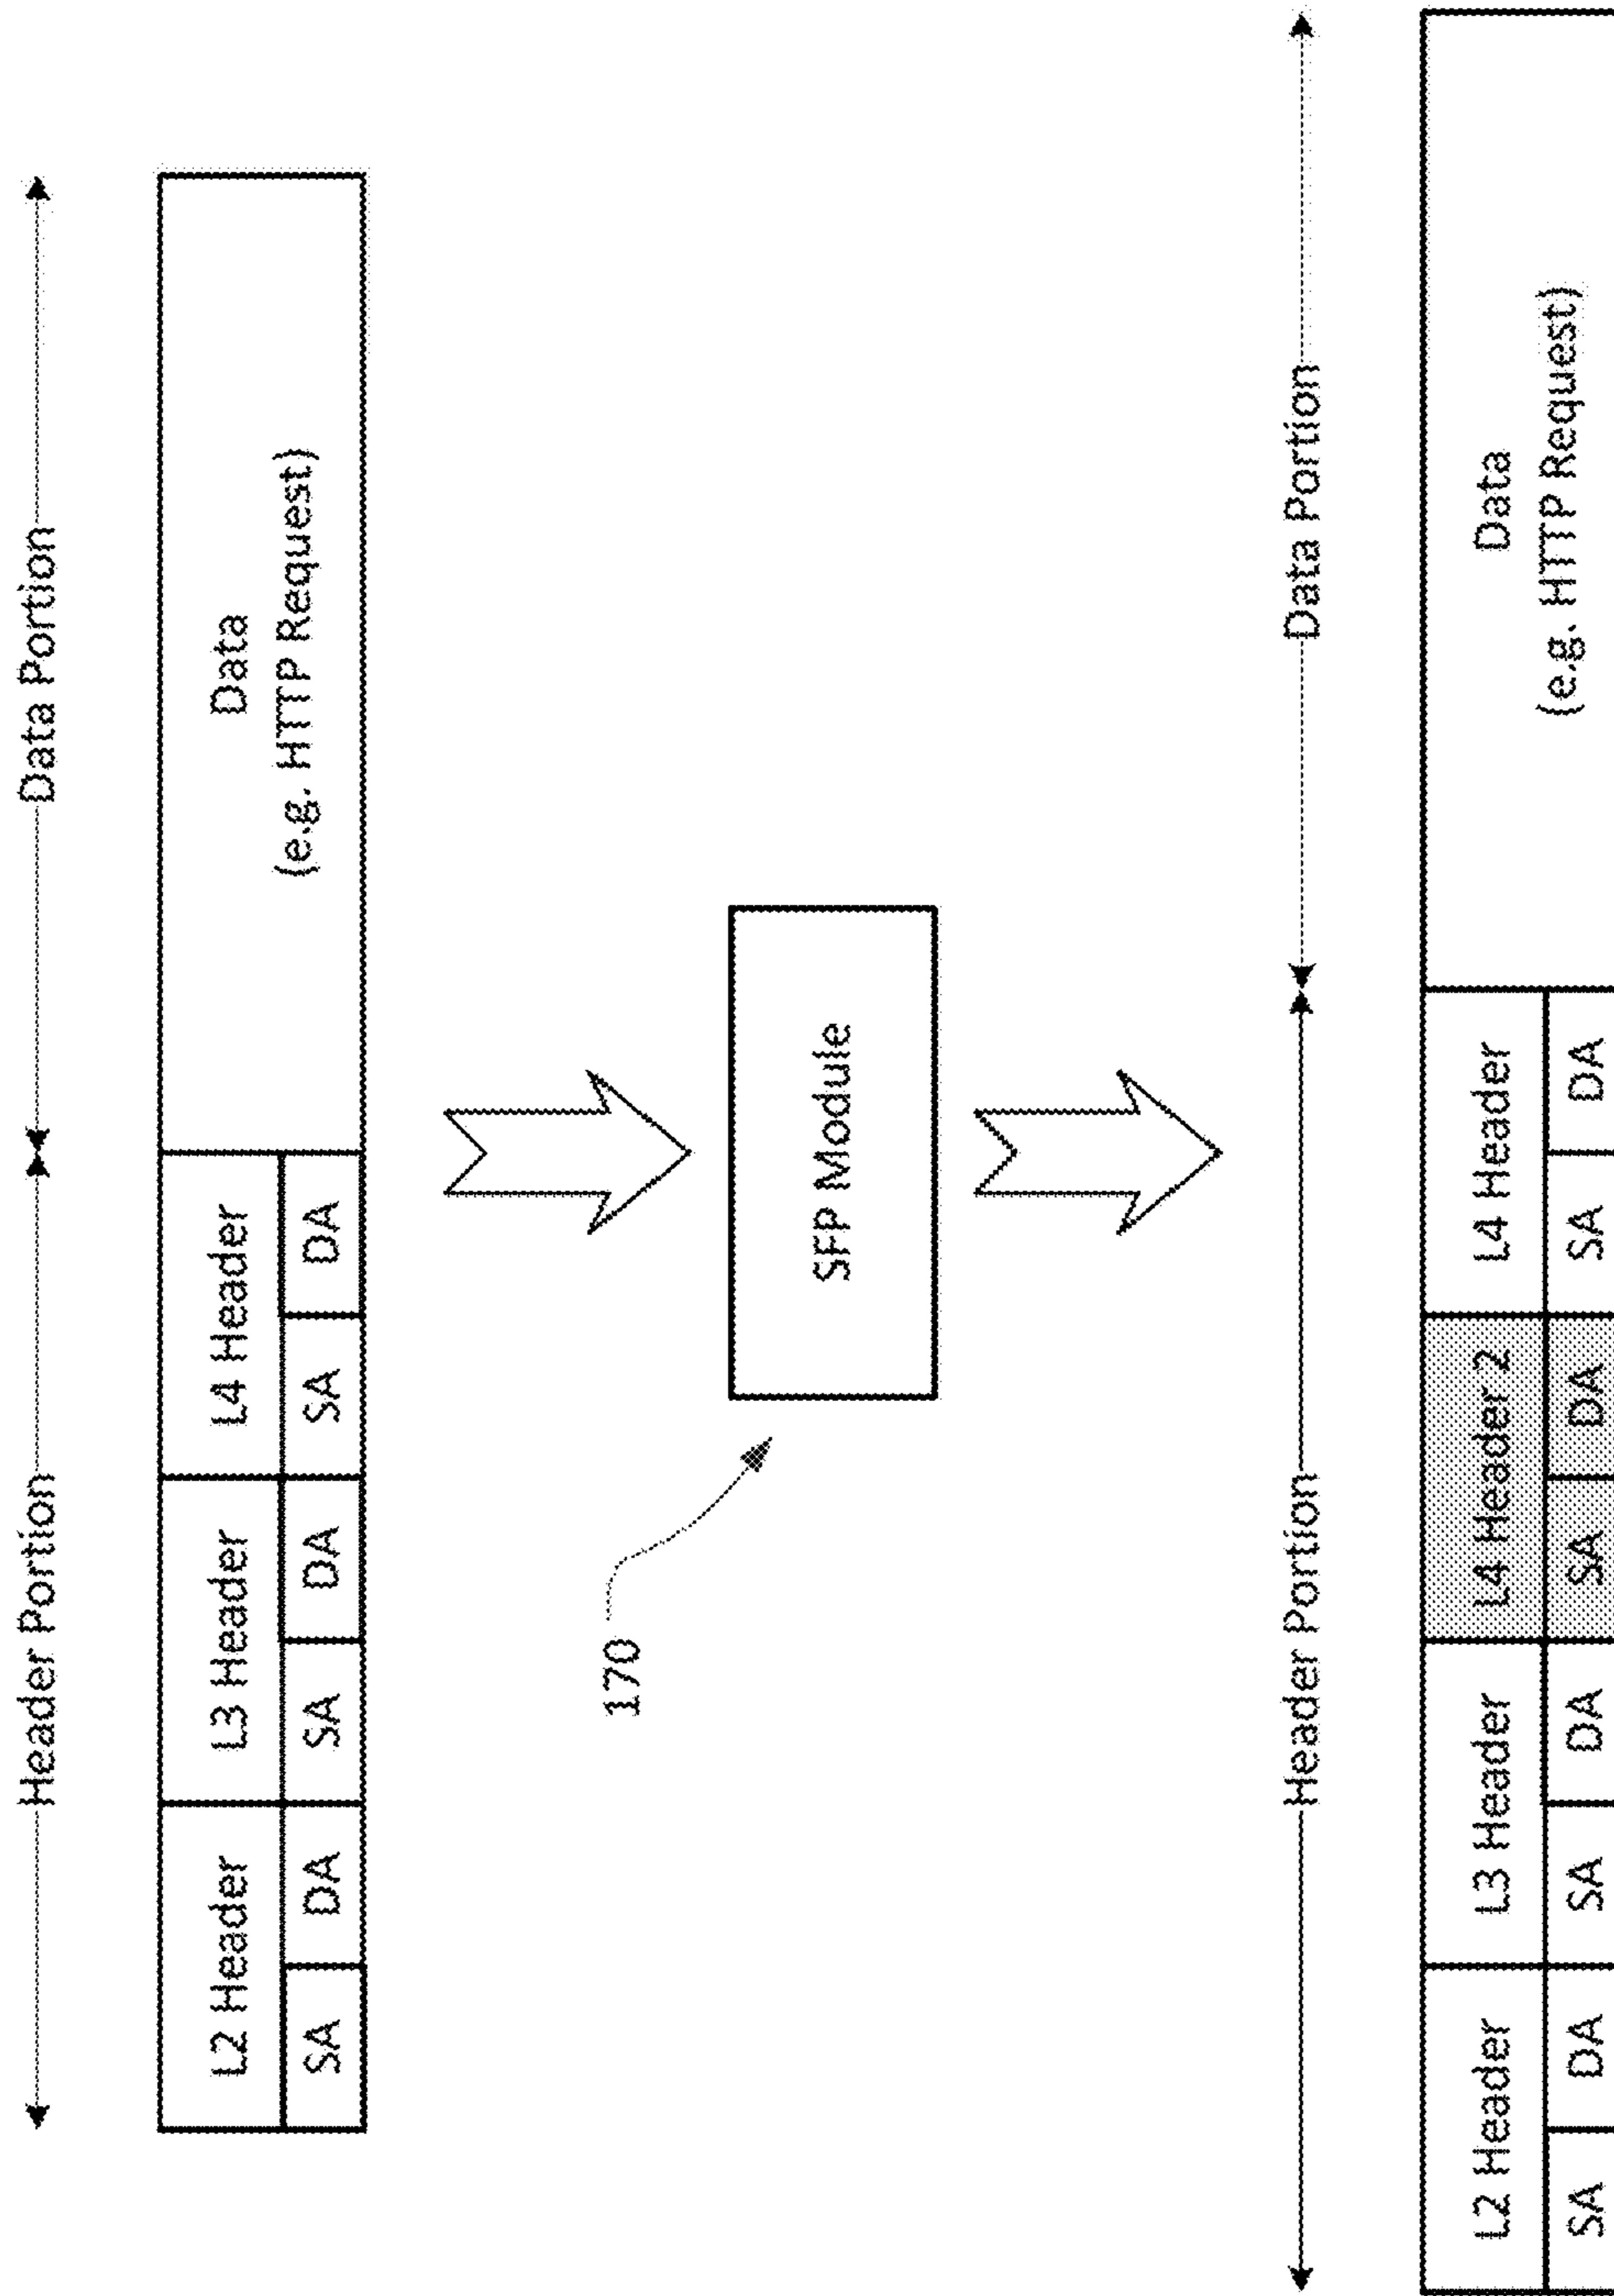 Header Portion Data Portion
L2 Header L3 Header L4 Header Data
(e.g. HTTP Request)
SA DA SA DA SA DA
170
SFP Module
Header Portion Data Portion
L2 Header L3 Header L4 Header 2 L4 Header Data
(e.g. HTTP Request)
SA DA SA DA SA DA SA DA